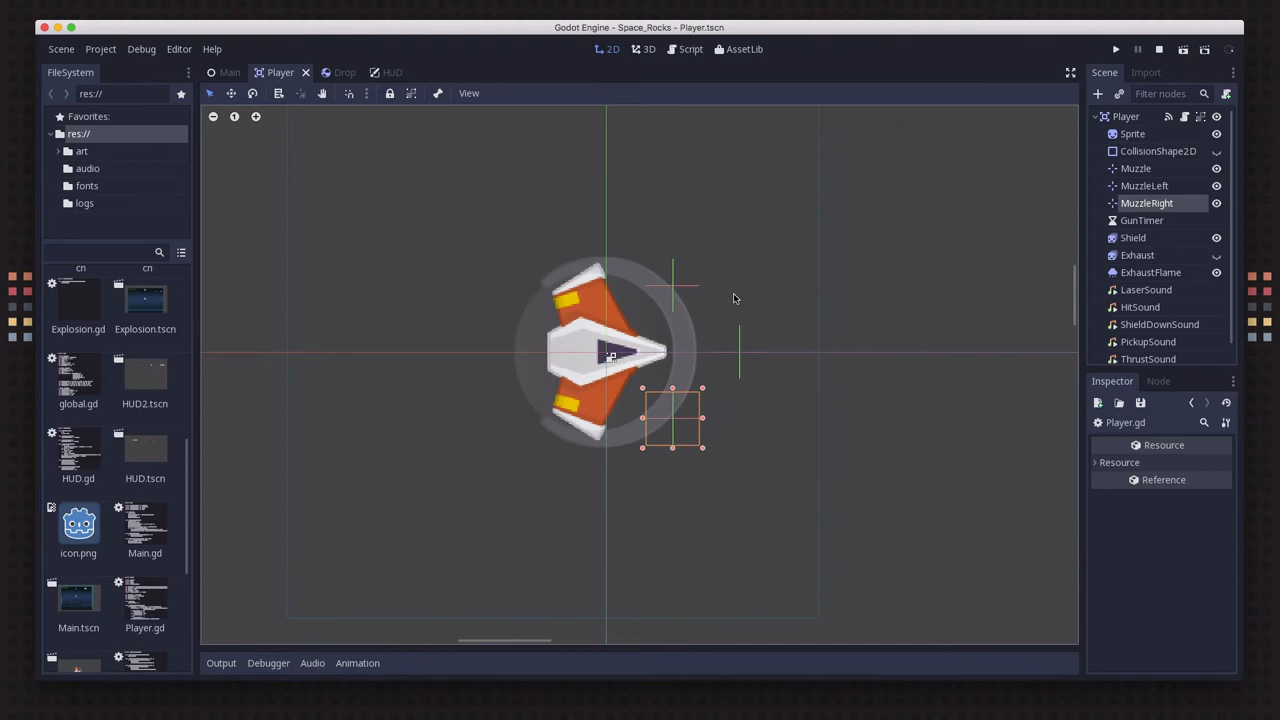 Godot Engine - Space_Rocks - Player.tscn
Scene Project Debug Editor Help
2D 3D Script AssetLib
FileSystem
Main Player Drop HUD
Scene Import
res://
View
Filter nodes
Favorites:
res://
art
audio
fonts
logs
Player
Sprite
CollisionShape2D
Muzzle
MuzzleLeft
MuzzleRight
GunTimer
Shield
Exhaust
ExhaustFlame
LaserSound
HitSound
ShieldDownSound
PickupSound
ThrustSound
cn cn
Explosion.gd Explosion.tscn
global.gd HUD2.tscn
HUD.gd HUD.tscn
icon.png Main.gd
Main.tscn Player.gd
Inspector Node
Player.gd
Resource
Resource
Reference
Output Debugger Audio Animation